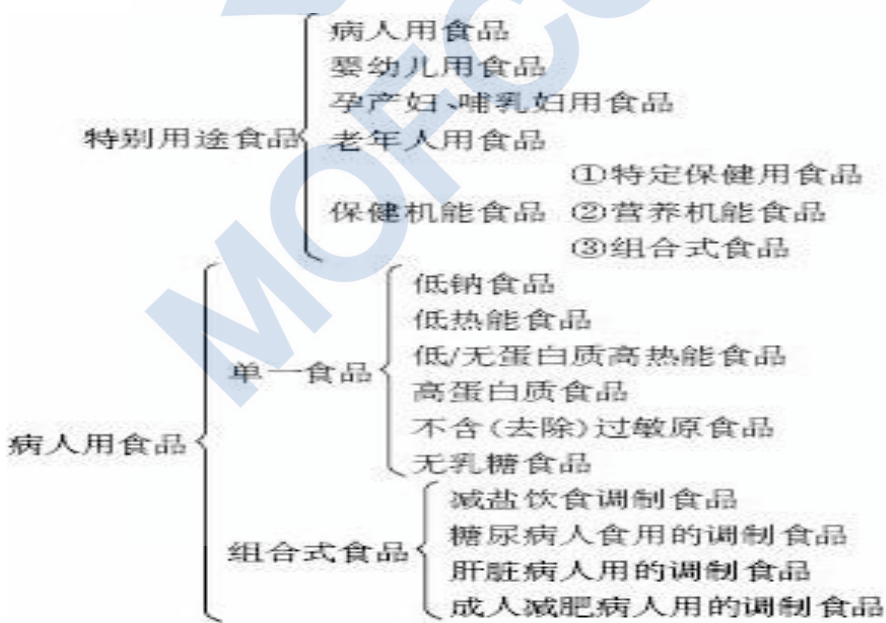 病人用食品
婴幼儿用食品
孕产妇、哺乳妇用食品
特别用途食品
老年人用食品
①特定保健用食品
保健机能食品 ②营养机能食品
③组合式食品
低钠食品
低热能食品
低/无蛋白质高热能食品
单一食品
高蛋白质食品
不含(去除)过敏原食品
病人用食品
无乳糖食品
减盐饮食调制食品
糖尿病人食用的调制食品
组合式食品
肝脏病人用的调制食品
成人减肥病人用的调制食品
MOFCO